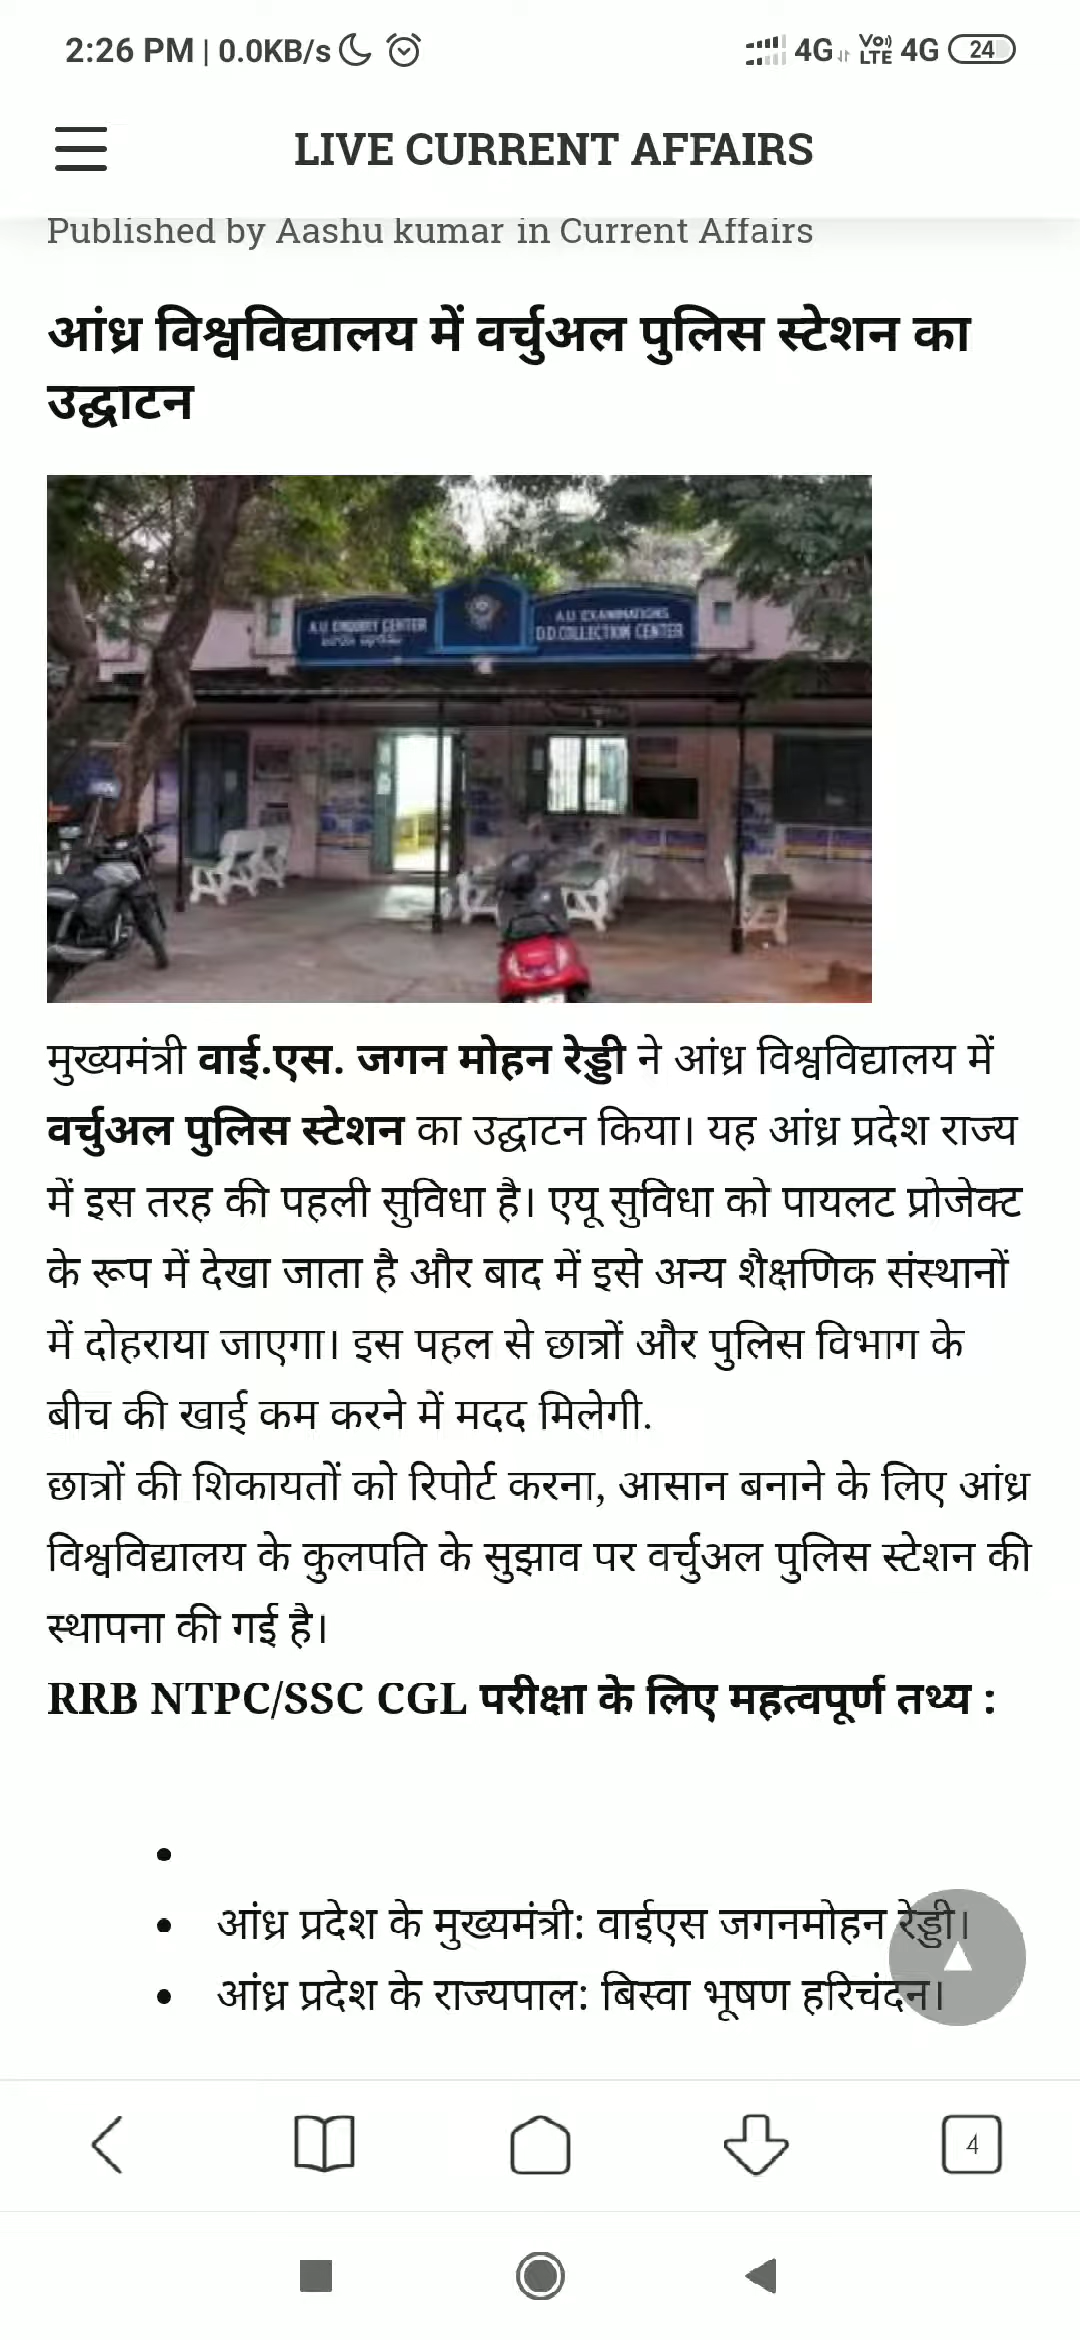 2:26 PM | 0.0KB/s 4G VoLTE 4G 24
LIVE CURRENT AFFAIRS
Published by Aashu kumar in Current Affairs
आंध्र विश्वविद्यालय में वर्चुअल पुलिस स्टेशन का
उद्घाटन
A.U ENQUIRY CENTER
A.U EXAMINATIONS
D.D.COLLECTION CENTER
मुख्यमंत्री वाई.एस. जगन मोहन रेड्डी ने आंध्र विश्वविद्यालय में
वर्चुअल पुलिस स्टेशन का उद्घाटन किया। यह आंध्र प्रदेश राज्य
में इस तरह की पहली सुविधा है। एयू सुविधा को पायलट प्रोजेक्ट
के रूप में देखा जाता है और बाद में इसे अन्य शैक्षणिक संस्थानों
में दोहराया जाएगा। इस पहल से छात्रों और पुलिस विभाग के
बीच की खाई कम करने में मदद मिलेगी.
छात्रों की शिकायतों को रिपोर्ट करना, आसान बनाने के लिए आंध्र
विश्वविद्यालय के कुलपति के सुझाव पर वर्चुअल पुलिस स्टेशन की
स्थापना की गई है।
RRB NTPC/SSC CGL परीक्षा के लिए महत्वपूर्ण तथ्य :
•
• आंध्र प्रदेश के मुख्यमंत्री: वाईएस जगनमोहन रेड्डी।
• आंध्र प्रदेश के राज्यपाल: बिस्वा भूषण हरिचंदन।
4